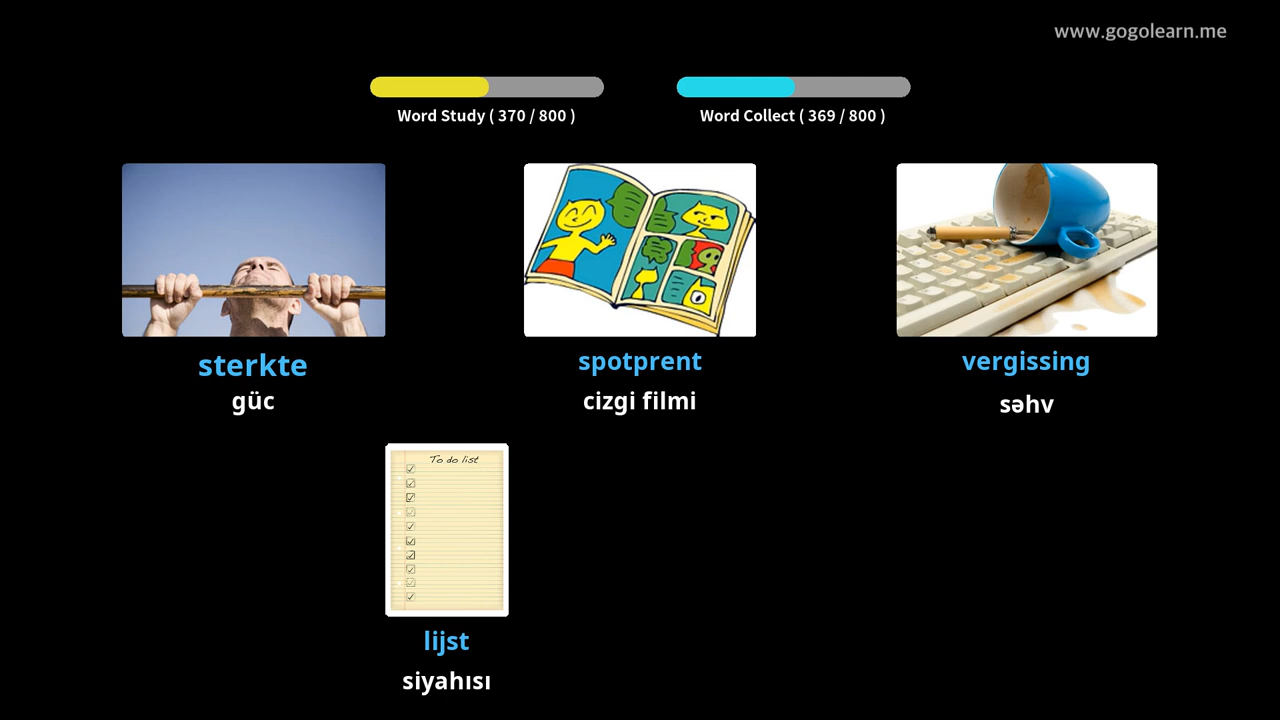 www.gogolearn.me
Word Study ( 370 / 800 )
Word Collect ( 369 / 800 )
sterkte
güc
spotprent
cizgi filmi
vergissing
səhv
To do list
lijst
siyahısı